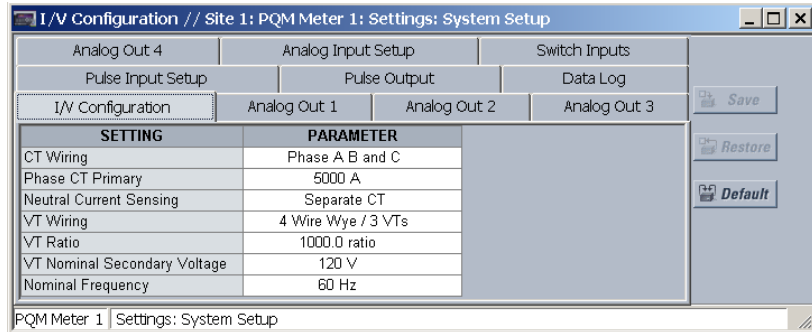 I/V Configuration // Site 1: PQM Meter 1: Settings: System Setup
Analog Out 4 Analog Input Setup Switch Inputs
Pulse Input Setup Pulse Output Data Log
I/V Configuration Analog Out 1 Analog Out 2 Analog Out 3
Save
SETTING PARAMETER
CT Wiring Phase A B and C
Restore
Phase CT Primary 5000 A
Neutral Current Sensing Separate CT
Default
VT Wiring 4 Wire Wye / 3 VTs
VT Ratio 1000.0 ratio
VT Nominal Secondary Voltage 120 V
Nominal Frequency 60 Hz
PQM Meter 1 Settings: System Setup